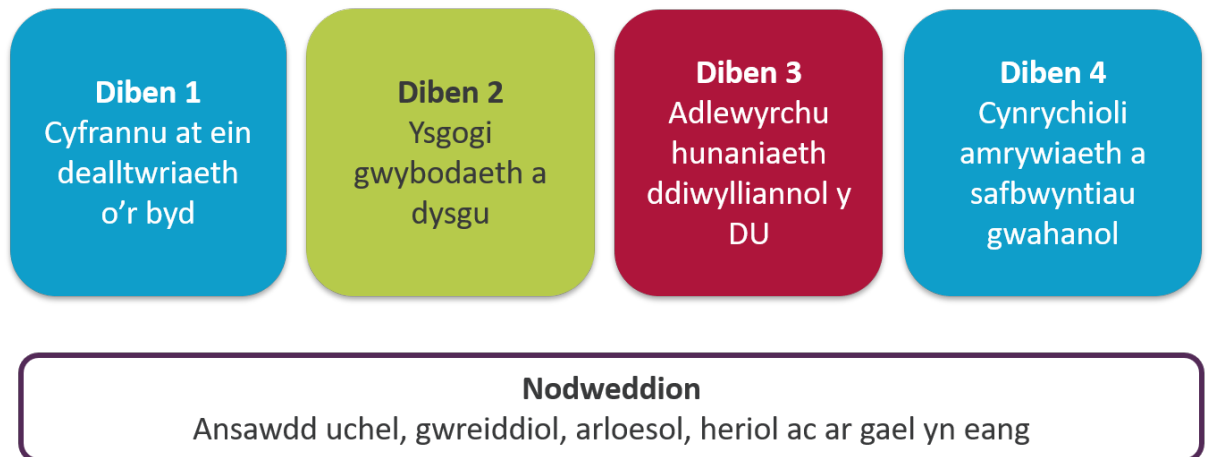 Diben 1
Cyfrannu at ein
dealltwriaeth
o'r byd
Diben 2
Ysgogi
gwybodaeth a
dysgu
Diben 3
Adlewyrchu
hunaniaeth
ddiwylliannol y
DU
Diben 4
Cynrychioli
amrywiaeth a
safbwyntiau
gwahanol
Nodweddion
Ansawdd uchel, gwreiddiol, arloesol, heriol ac ar gael yn eang